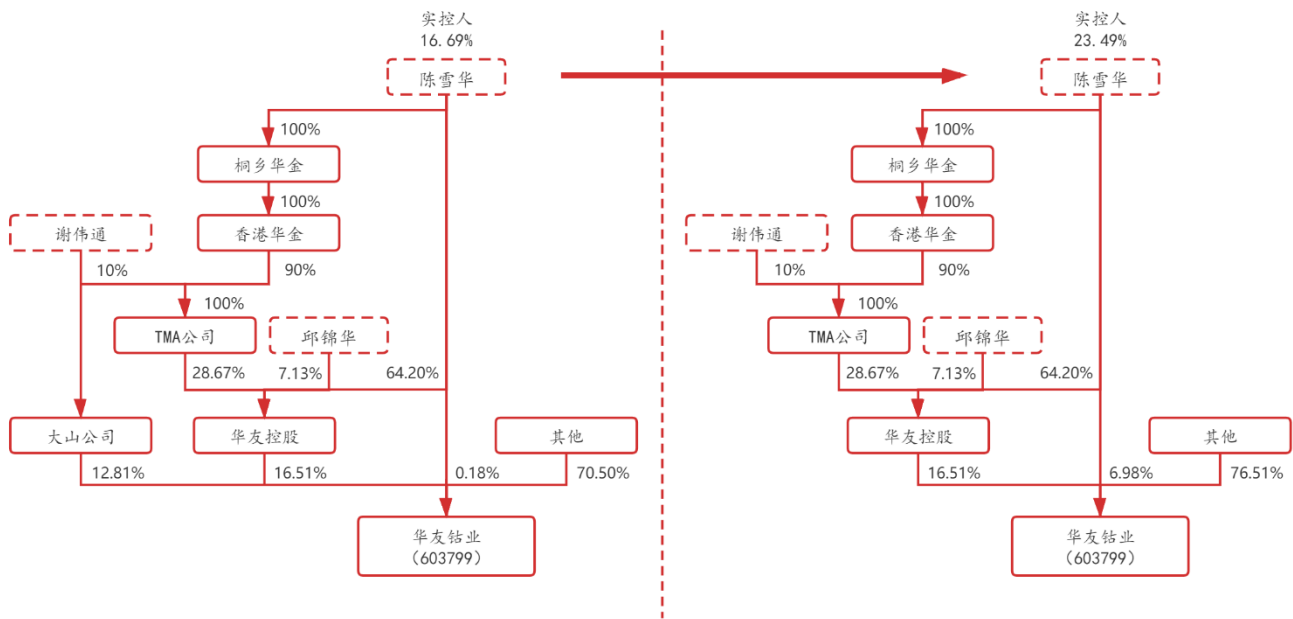 实控人
16.69%
陈雪华
100%
桐乡华金
100%
谢伟通
香港华金
10%
90%
100%
TMA公司
邱锦华
28.67%
7.13%
64.20%
大山公司
华友控股
其他
12.81%
16.51%
0.18%
70.50%
华友钴业
(603799)
实控人
23.49%
陈雪华
100%
桐乡华金
100%
谢伟通
香港华金
10%
90%
100%
TMA公司
邱锦华
28.67%
7.13%
64.20%
华友控股
其他
16.51%
6.98%
76.51%
华友钴业
(603799)